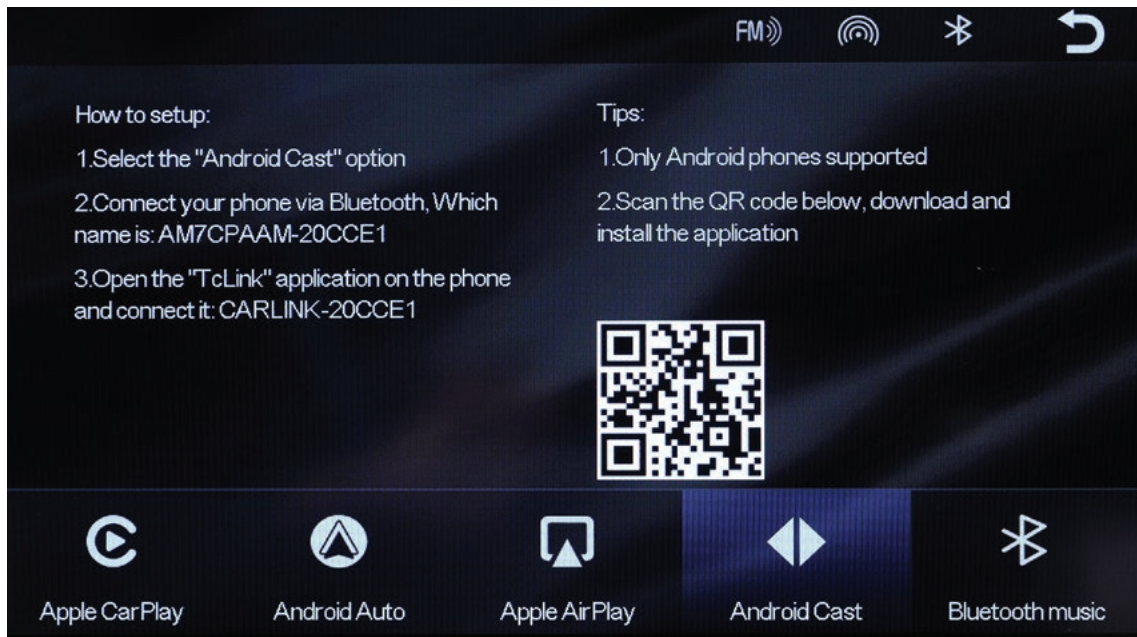 FM
How to setup:
1.Select the "Android Cast" option
2.Connect your phone via Bluetooth, Which
name is: AM7CPAAM-20CCE1
3.Open the "TcLink" application on the phone
and connect it: CARLINK-20CCE1
Tips:
1.Only Android phones supported
2.Scan the QR code below, download and
install the application
Apple CarPlay
Android Auto
Apple AirPlay
Android Cast
Bluetooth music